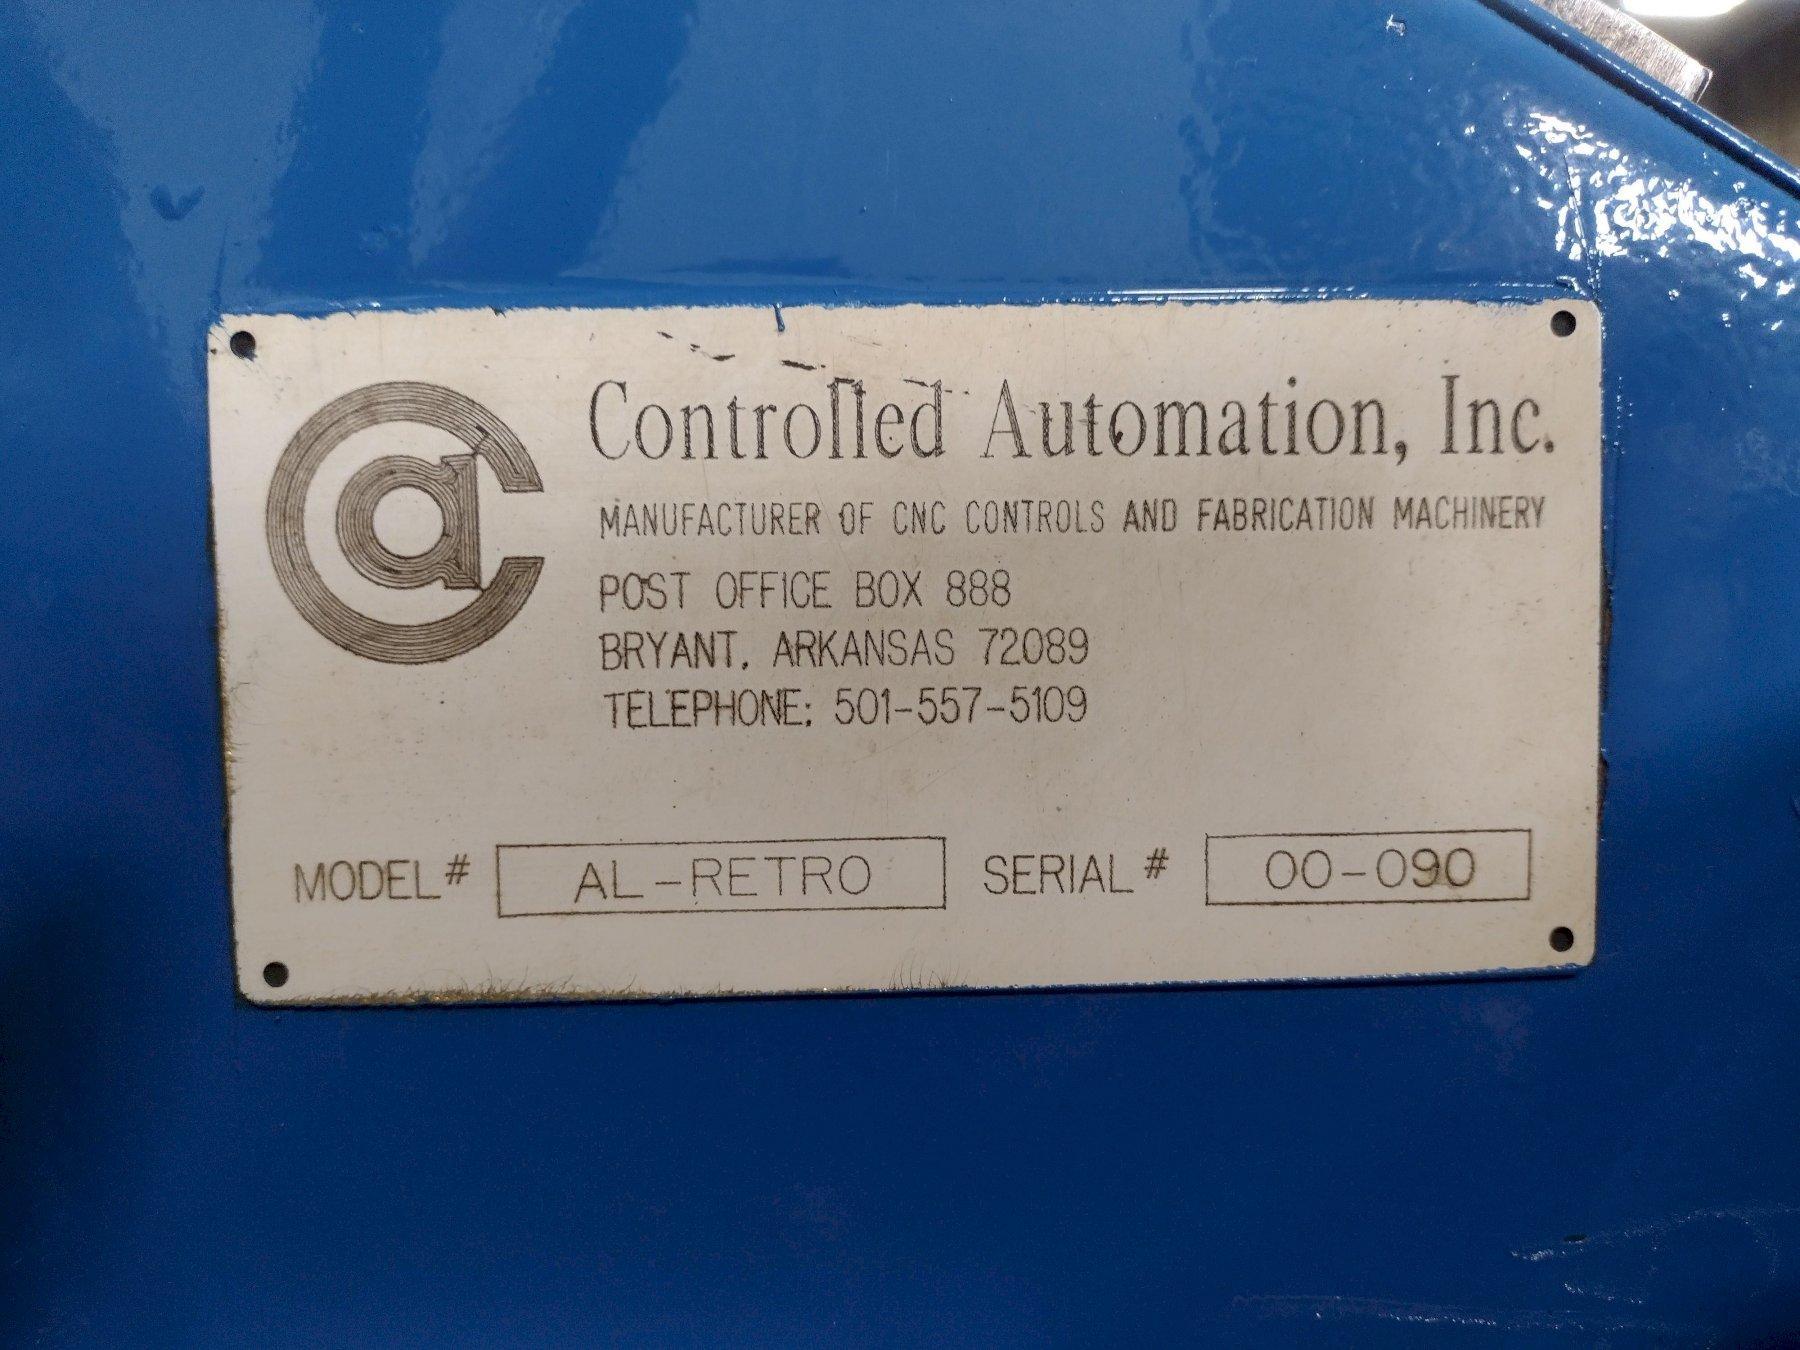 Ca
Controlled Automation, Inc.
MANUFACTURER OF CNC CONTROLS AND FABRICATION MACHINERY
POST OFFICE BOX 888
BRYANT, ARKANSAS 72089
TELEPHONE: 501-557-5109
MODEL# AL-RETRO SERIAL# 00-090